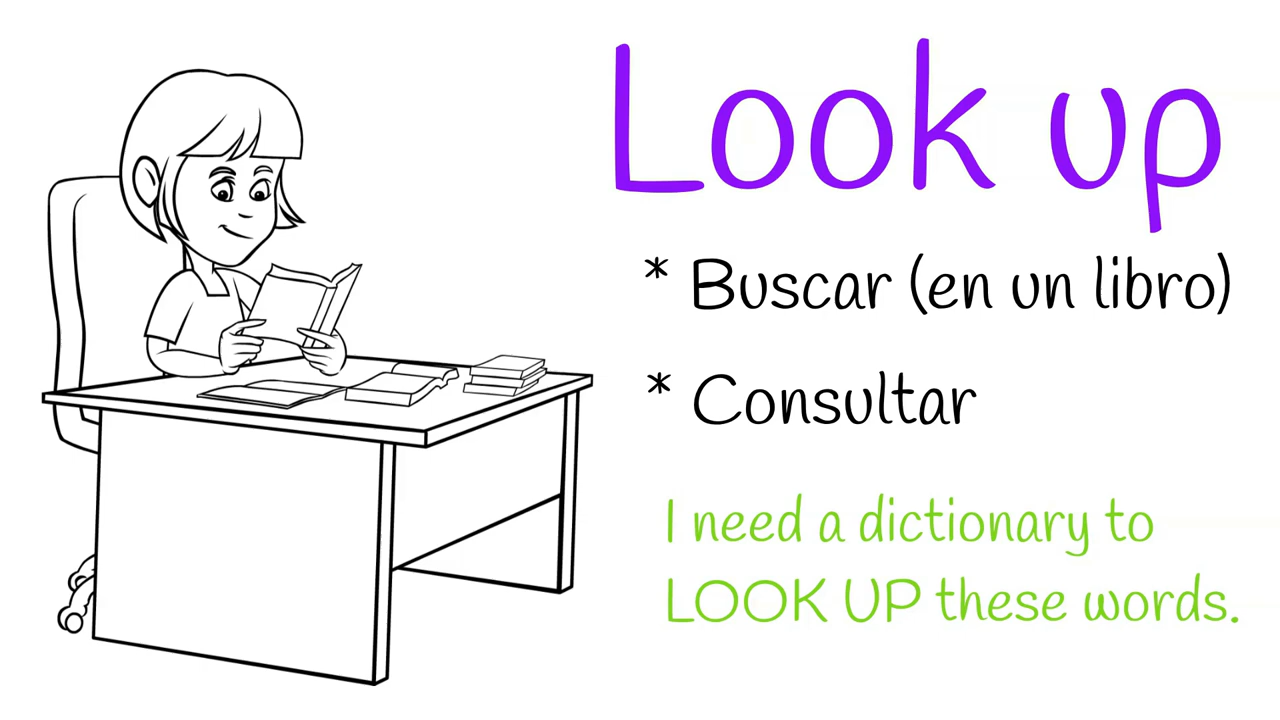 Look up
* Buscar (en un libro)
* Consultar
I need a dictionary to
LOOK UP these words.